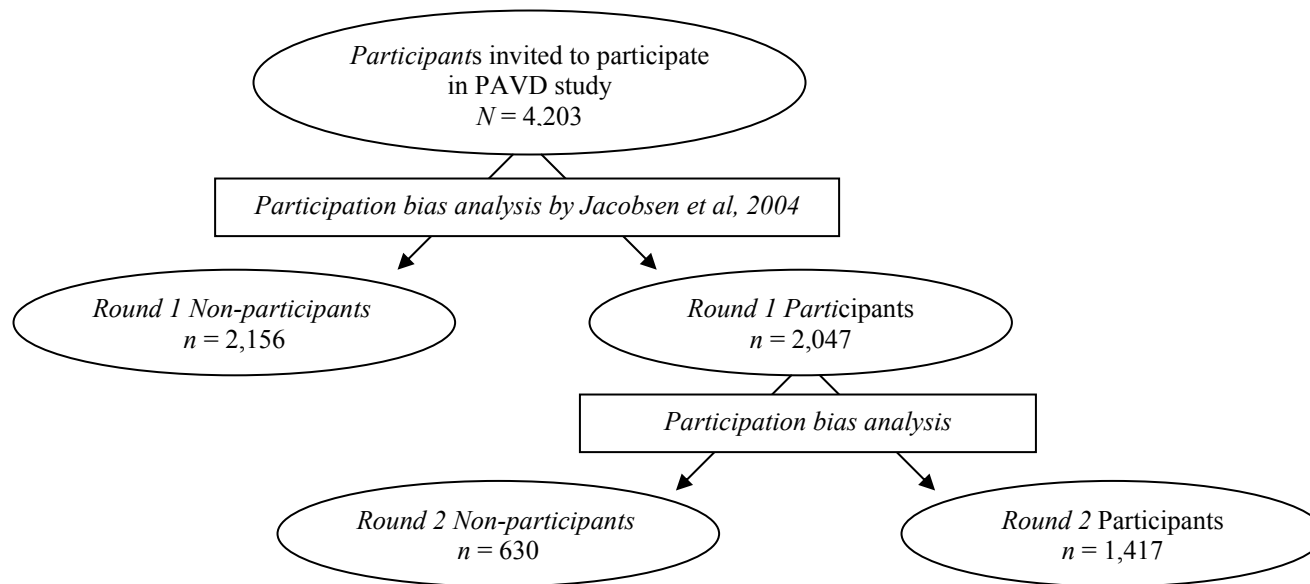 Participants invited to participate
in PAVD study
N = 4,203
Participation bias analysis by Jacobsen et al, 2004
Round 1 Non-participants
n = 2,156
Round 1 Participants
n = 2,047
Participation bias analysis
Round 2 Non-participants
n = 630
Round 2 Participants
n = 1,417